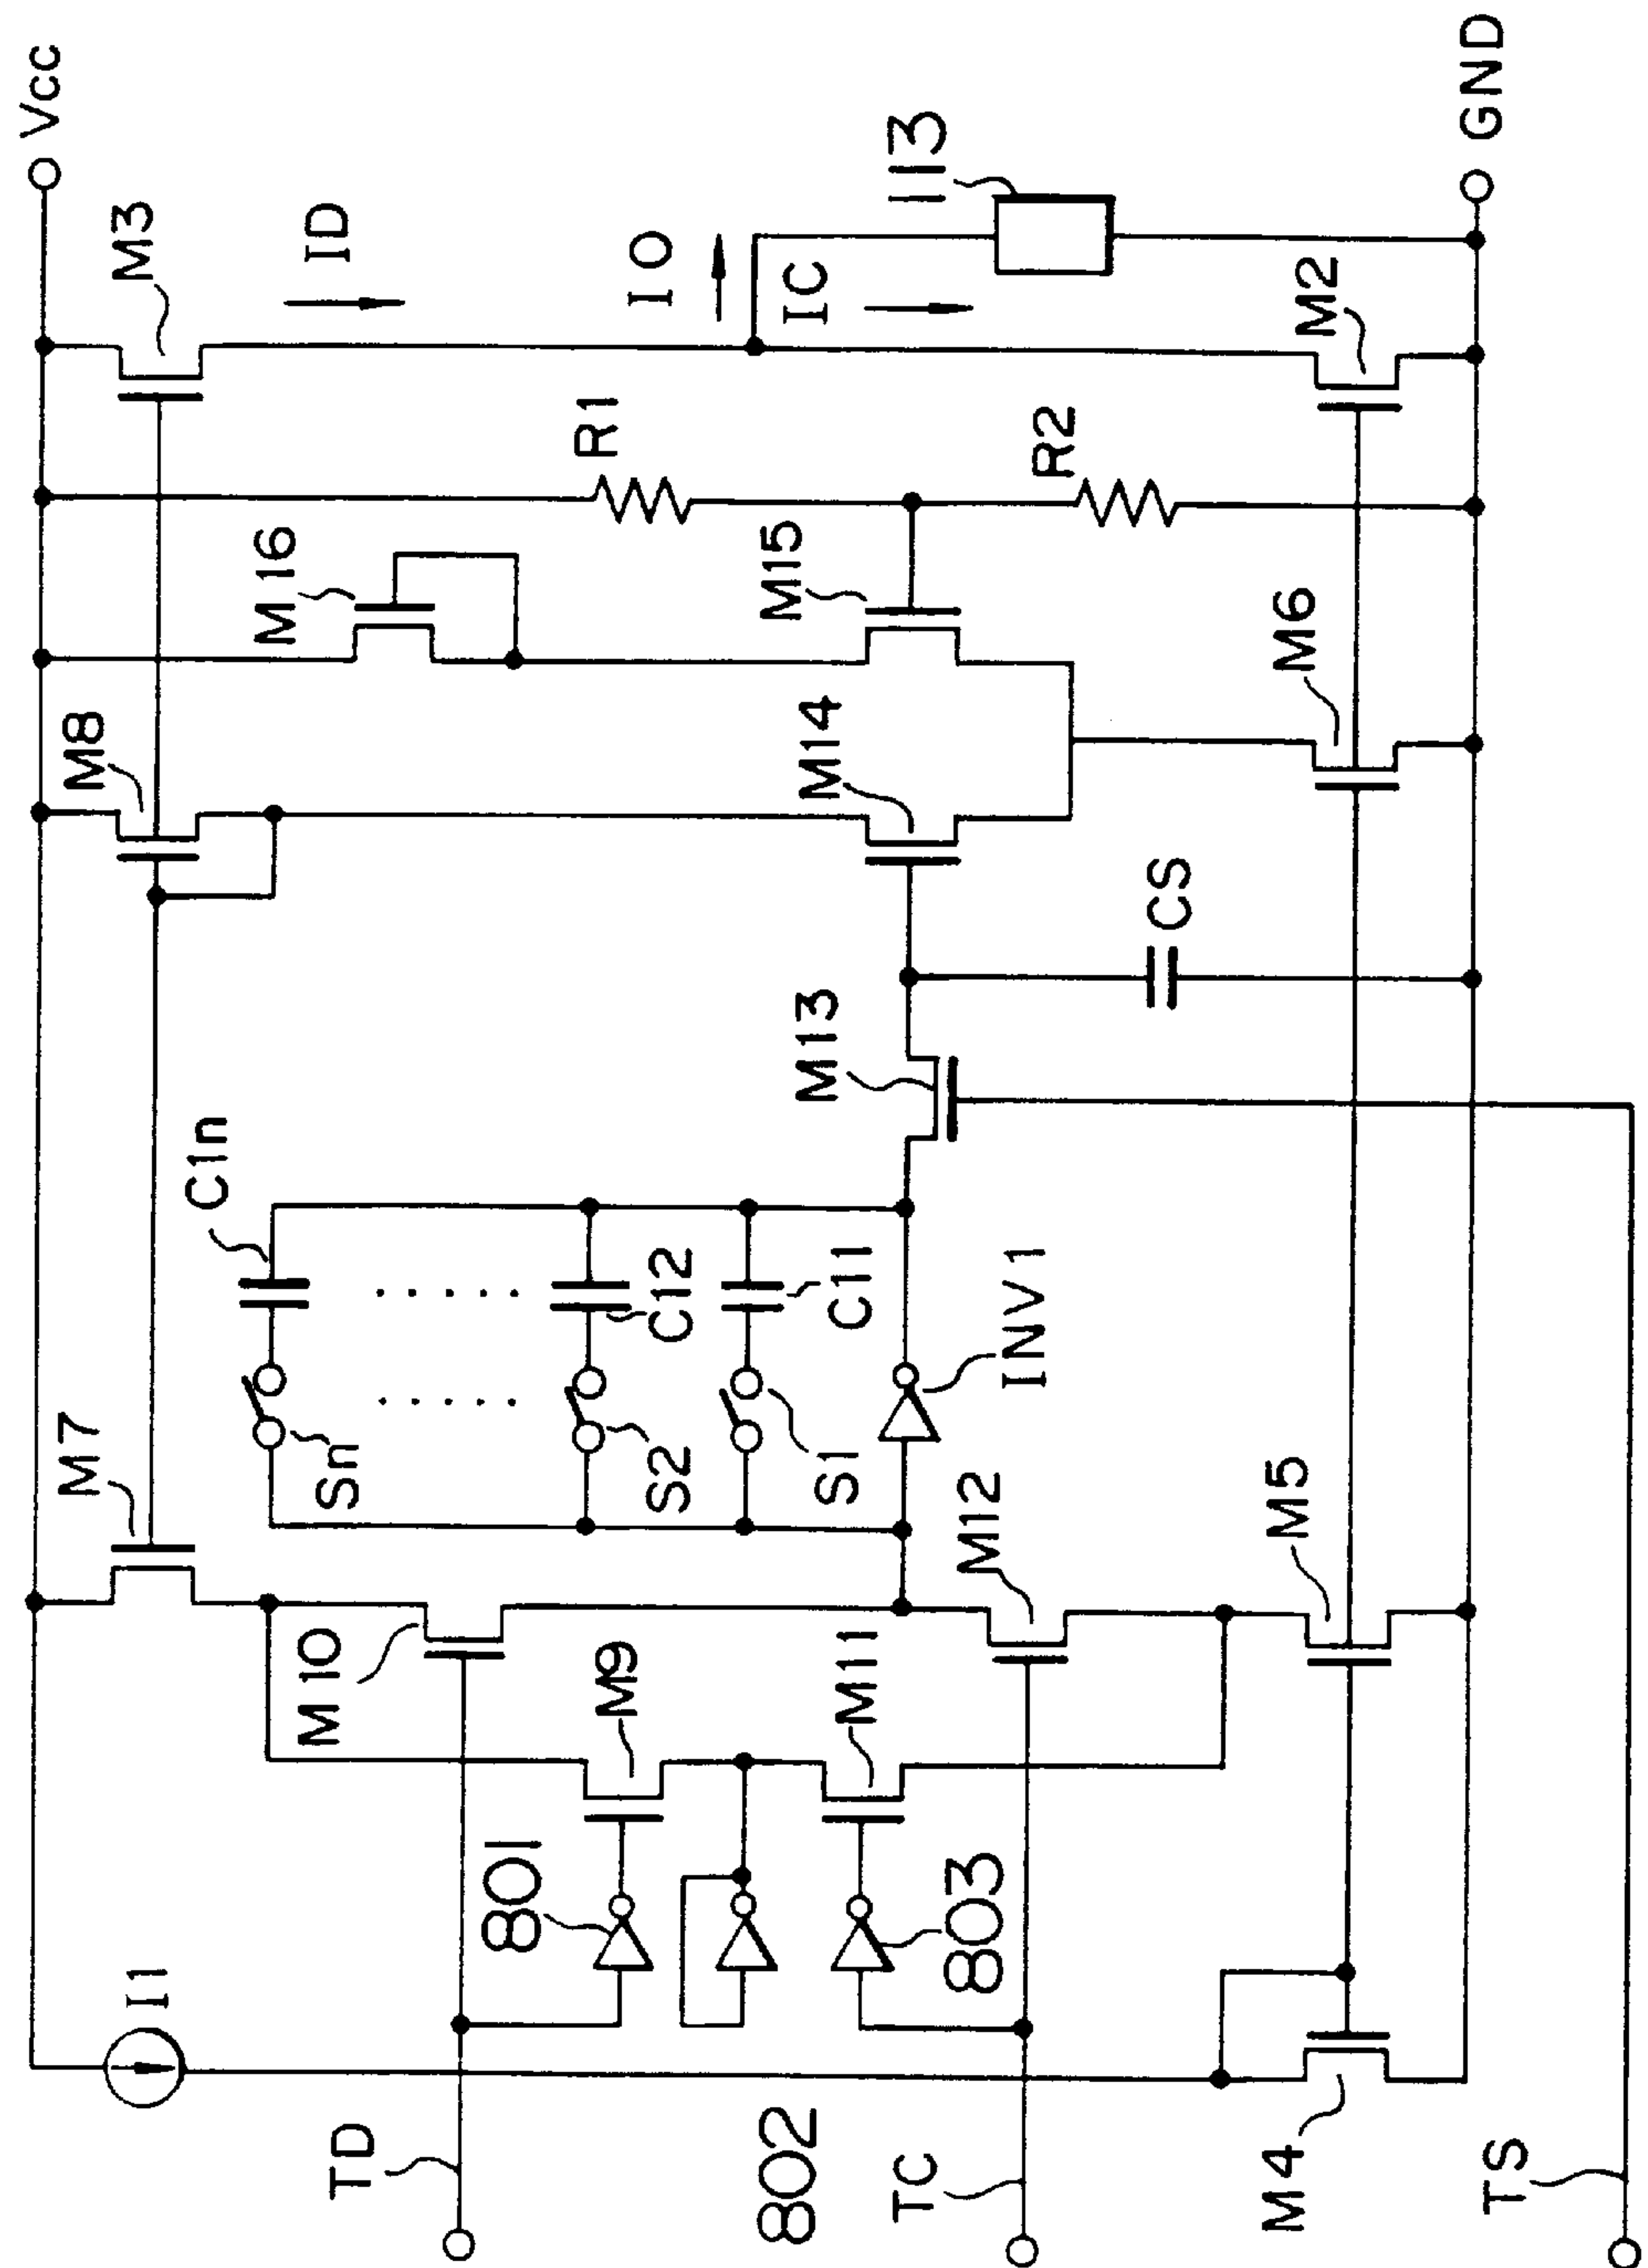 Vcc
M3
ID
IO
IC
113
GND
M2
R1
R2
M16
M15
M6
M8
M14
CS
M13
C1n
C12
C11
INV1
M7
Sn
S2
S1
M12
M5
M10
M9
M11
801
803
I1
TD
802
TC
M4
TS